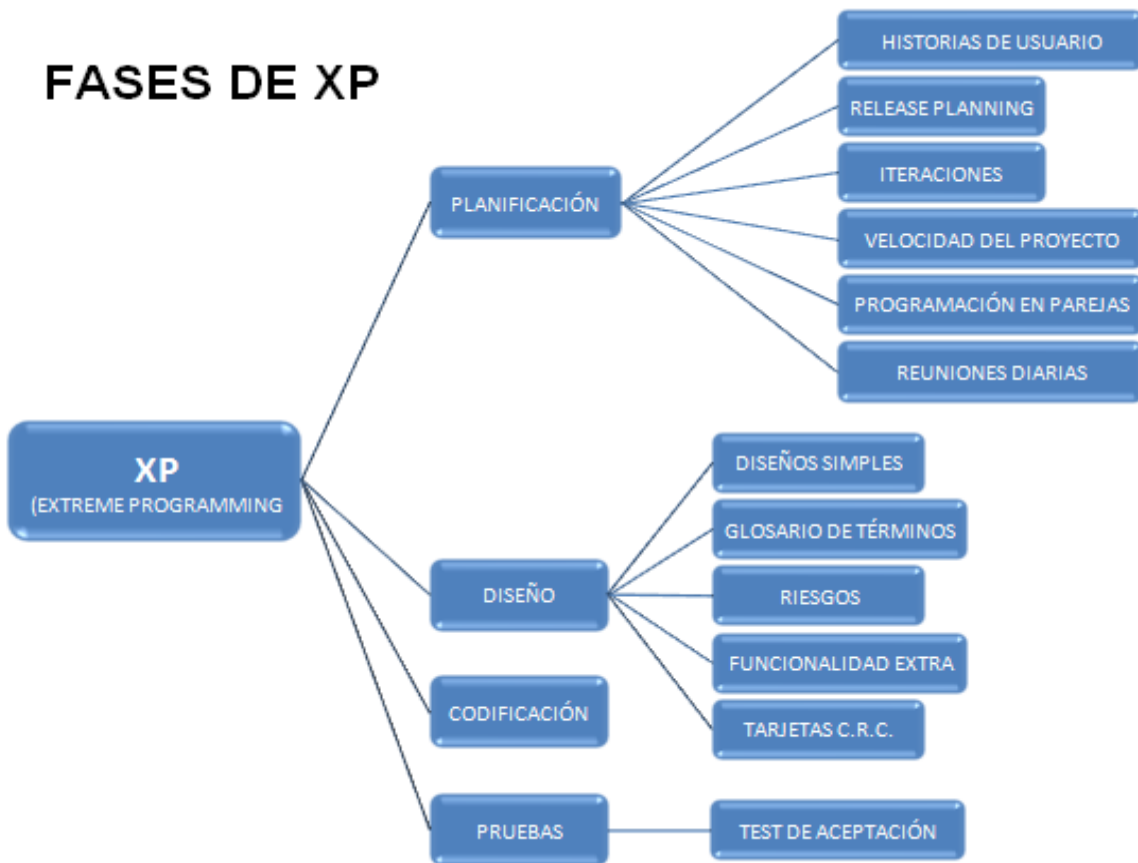 FASES DE XP
HISTORIAS DE USUARIO
RELEASE PLANNING
ITERACIONES
PLANIFICACIÓN
VELOCIDAD DEL PROYECTO
PROGRAMACIÓN EN PAREJAS
REUNIONES DIARIAS
XP
(EXTREME PROGRAMMING
DISEÑOS SIMPLES
GLOSARIO DE TÉRMINOS
DISEÑO
RIESGOS
FUNCIONALIDAD EXTRA
CODIFICACIÓN
TARJETAS C.R.C.
PRUEBAS
TEST DE ACEPTACIÓN